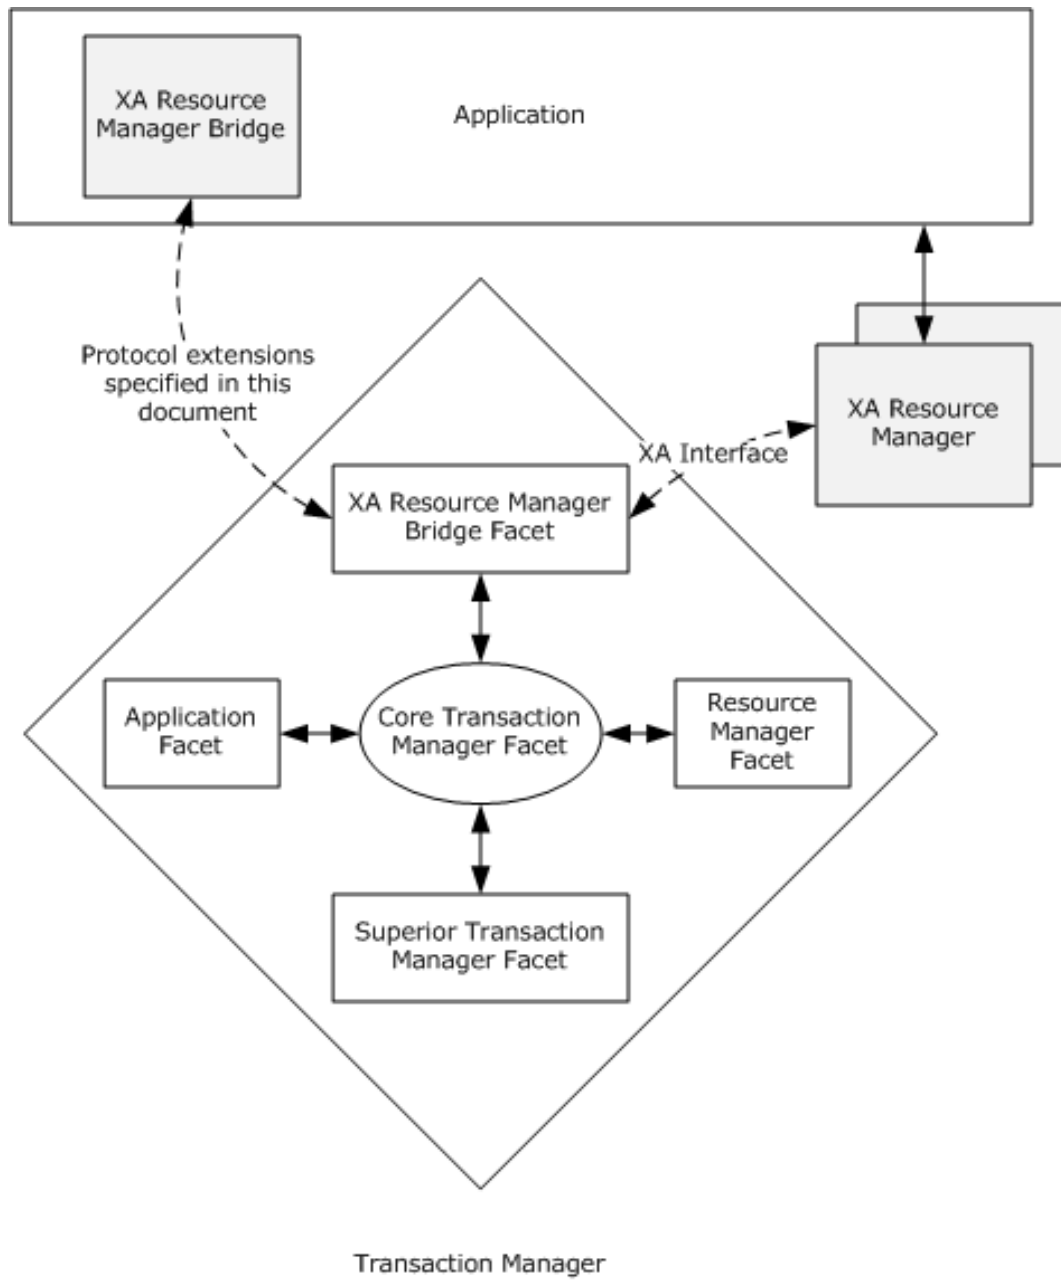 XA Resource
Manager Bridge
Application
Protocol extensions
specified in this
document
XA Resource
Manager
XA Interface
XA Resource Manager
Bridge Facet
Application
Facet
Core Transaction
Manager Facet
Resource
Manager
Facet
Superior Transaction
Manager Facet
Transaction Manager